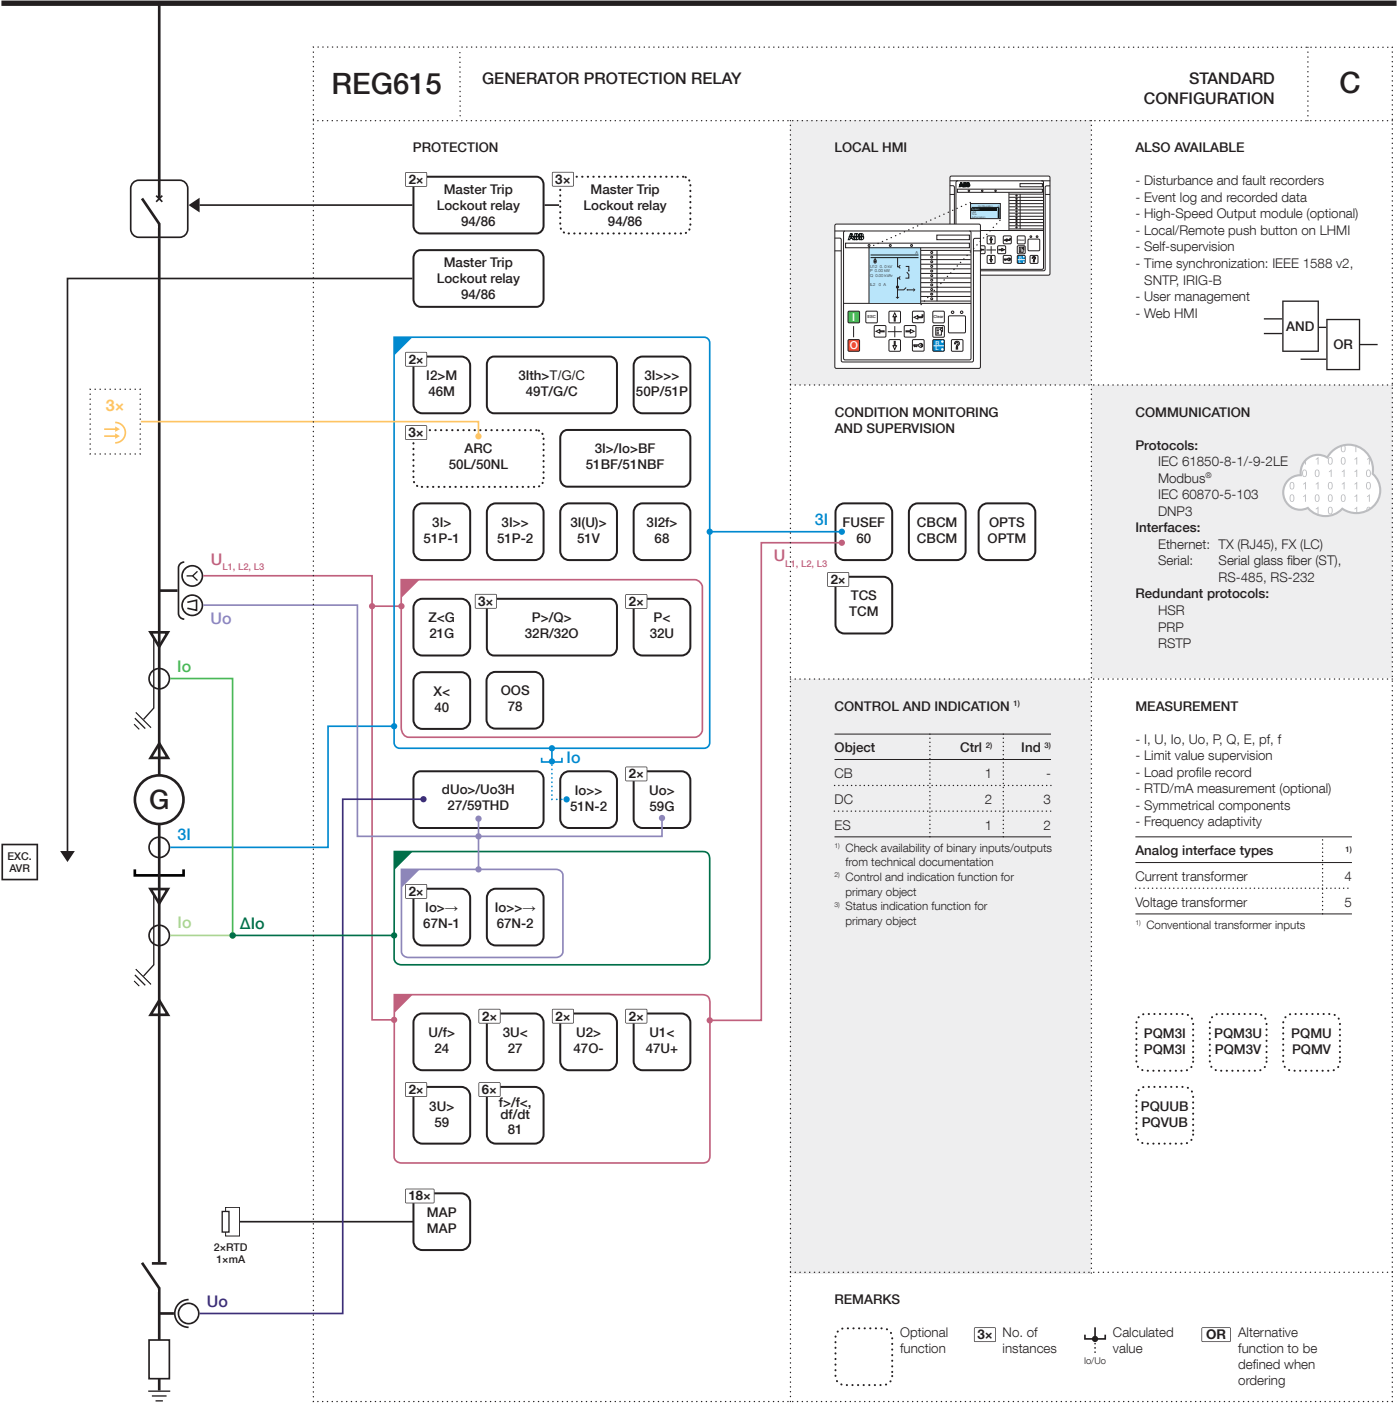 REG615
GENERATOR PROTECTION RELAY
STANDARD
CONFIGURATION
C
PROTECTION
2×
Master Trip
Lockout relay
94/86
3×
Master Trip
Lockout relay
94/86
Master Trip
Lockout relay
94/86
2×
I2>M
46M
3Ith>T/G/C
49T/G/C
3I>>>
50P/51P
3×
3×
ARC
50L/50NL
3I>/Io>BF
51BF/51NBF
3I>
51P-1
3I>>
51P-2
3I(U)>
51V
3I2f>
68
U L1, L2, L3
Uo
Z<G
21G
3×
P>/Q>
32R/32O
2×
P<
32U
Io
X<
40
OOS
78
Io
G
dUo>/Uo3H
27/59THD
Io>>
51N-2
2×
Uo>
59G
3I
EXC.
AVR
2×
Io>→
67N-1
Io>>→
67N-2
Io
ΔIo
U/f>
24
2×
3U<
27
2×
U2>
47O-
2×
U1<
47U+
2×
3U>
59
6×
f>/f<,
df/dt
81
18×
MAP
MAP
2×RTD
1×mA
Uo
LOCAL HMI
ABB
ABB
ESC
CONDITION MONITORING
AND SUPERVISION
3I
U L1, L2, L3
FUSEF
60
CBCM
CBCM
OPTS
OPTM
2×
TCS
TCM
CONTROL AND INDICATION 1)
Object Ctrl 2) Ind 3)
CB 1 -
DC 2 3
ES 1 2
1) Check availability of binary inputs/outputs
from technical documentation
2) Control and indication function for
primary object
3) Status indication function for
primary object
ALSO AVAILABLE
- Disturbance and fault recorders
- Event log and recorded data
- High-Speed Output module (optional)
- Local/Remote push button on LHMI
- Self-supervision
- Time synchronization: IEEE 1588 v2,
SNTP, IRIG-B
- User management
- Web HMI
AND
OR
COMMUNICATION
Protocols:
IEC 61850-8-1/-9-2LE
Modbus®
IEC 60870-5-103
DNP3
Interfaces:
Ethernet: TX (RJ45), FX (LC)
Serial: Serial glass fiber (ST),
RS-485, RS-232
Redundant protocols:
HSR
PRP
RSTP
MEASUREMENT
- I, U, Io, Uo, P, Q, E, pf, f
- Limit value supervision
- Load profile record
- RTD/mA measurement (optional)
- Symmetrical components
- Frequency adaptivity
Analog interface types 1)
Current transformer 4
Voltage transformer 5
1) Conventional transformer inputs
PQM3I
PQM3I
PQM3U
PQM3V
PQMU
PQMV
PQUUB
PQVUB
REMARKS
Optional
function
3×
No. of
instances
Io/Uo
Calculated
value
OR
Alternative
function to be
defined when
ordering